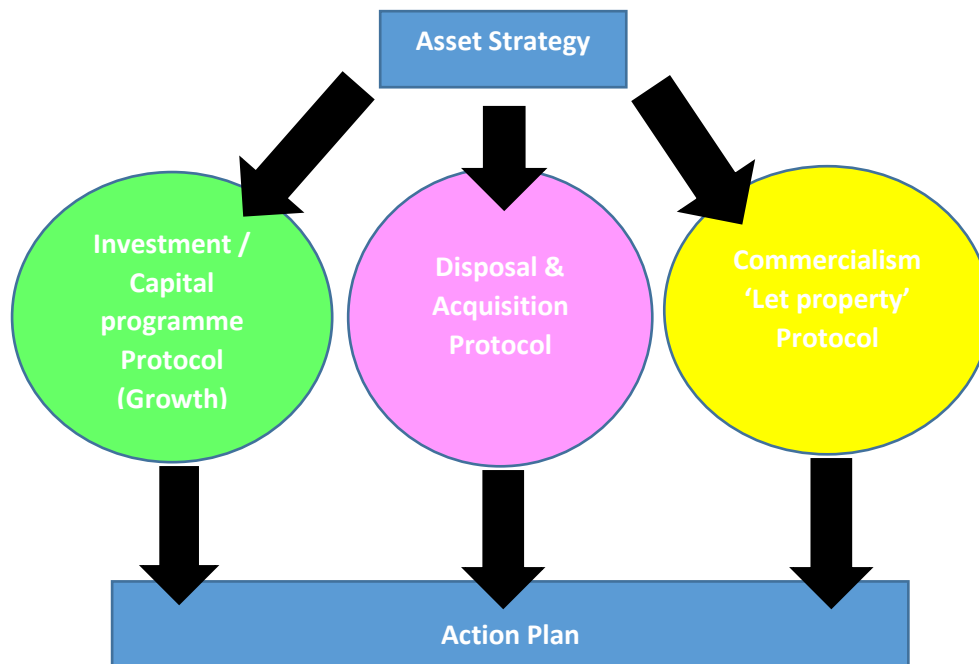 Asset Strategy
Investment /
Capital
programme
Protocol
(Growth)
Disposal &
Acquisition
Protocol
Commercialism
‘Let property’
Protocol
Action Plan